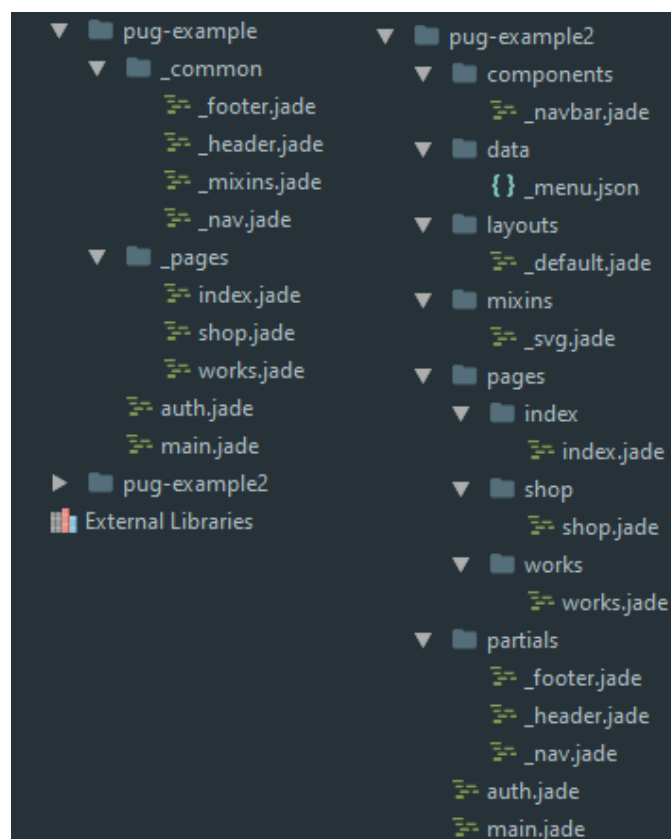 pug-example
_common
_footer.jade
_header.jade
_mixins.jade
_nav.jade
_pages
index.jade
shop.jade
works.jade
auth.jade
main.jade
pug-example2
External Libraries
pug-example2
components
_navbar.jade
data
{} _menu.json
layouts
_default.jade
mixins
_svg.jade
pages
index
index.jade
shop
shop.jade
works
works.jade
partials
_footer.jade
_header.jade
_nav.jade
auth.jade
main.jade